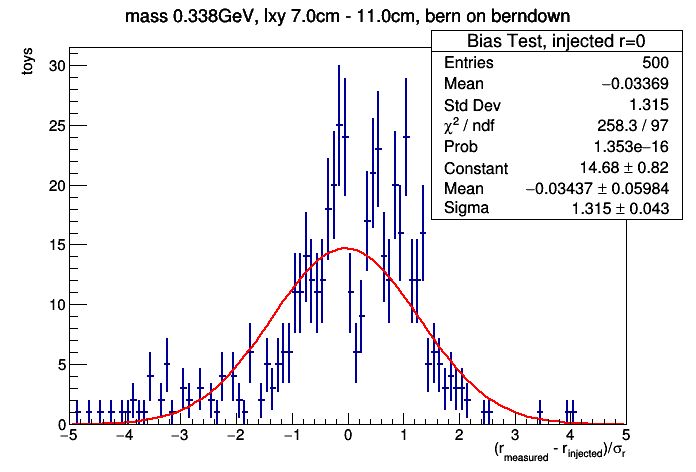 mass 0.338GeV, lxy 7.0cm - 11.0cm, bern on berndown
toys
Bias Test, injected r=0
Entries 500
Mean −0.03369
Std Dev 1.315
χ² / ndf 258.3 / 97
Prob 1.353e−16
Constant 14.68 ± 0.82
Mean −0.03437 ± 0.05984
Sigma 1.315 ± 0.043
30
25
20
15
10
5
0
−5 −4 −3 −2 −1 0 1 2 3 4 5
(r_measured - r_injected)/σ_r